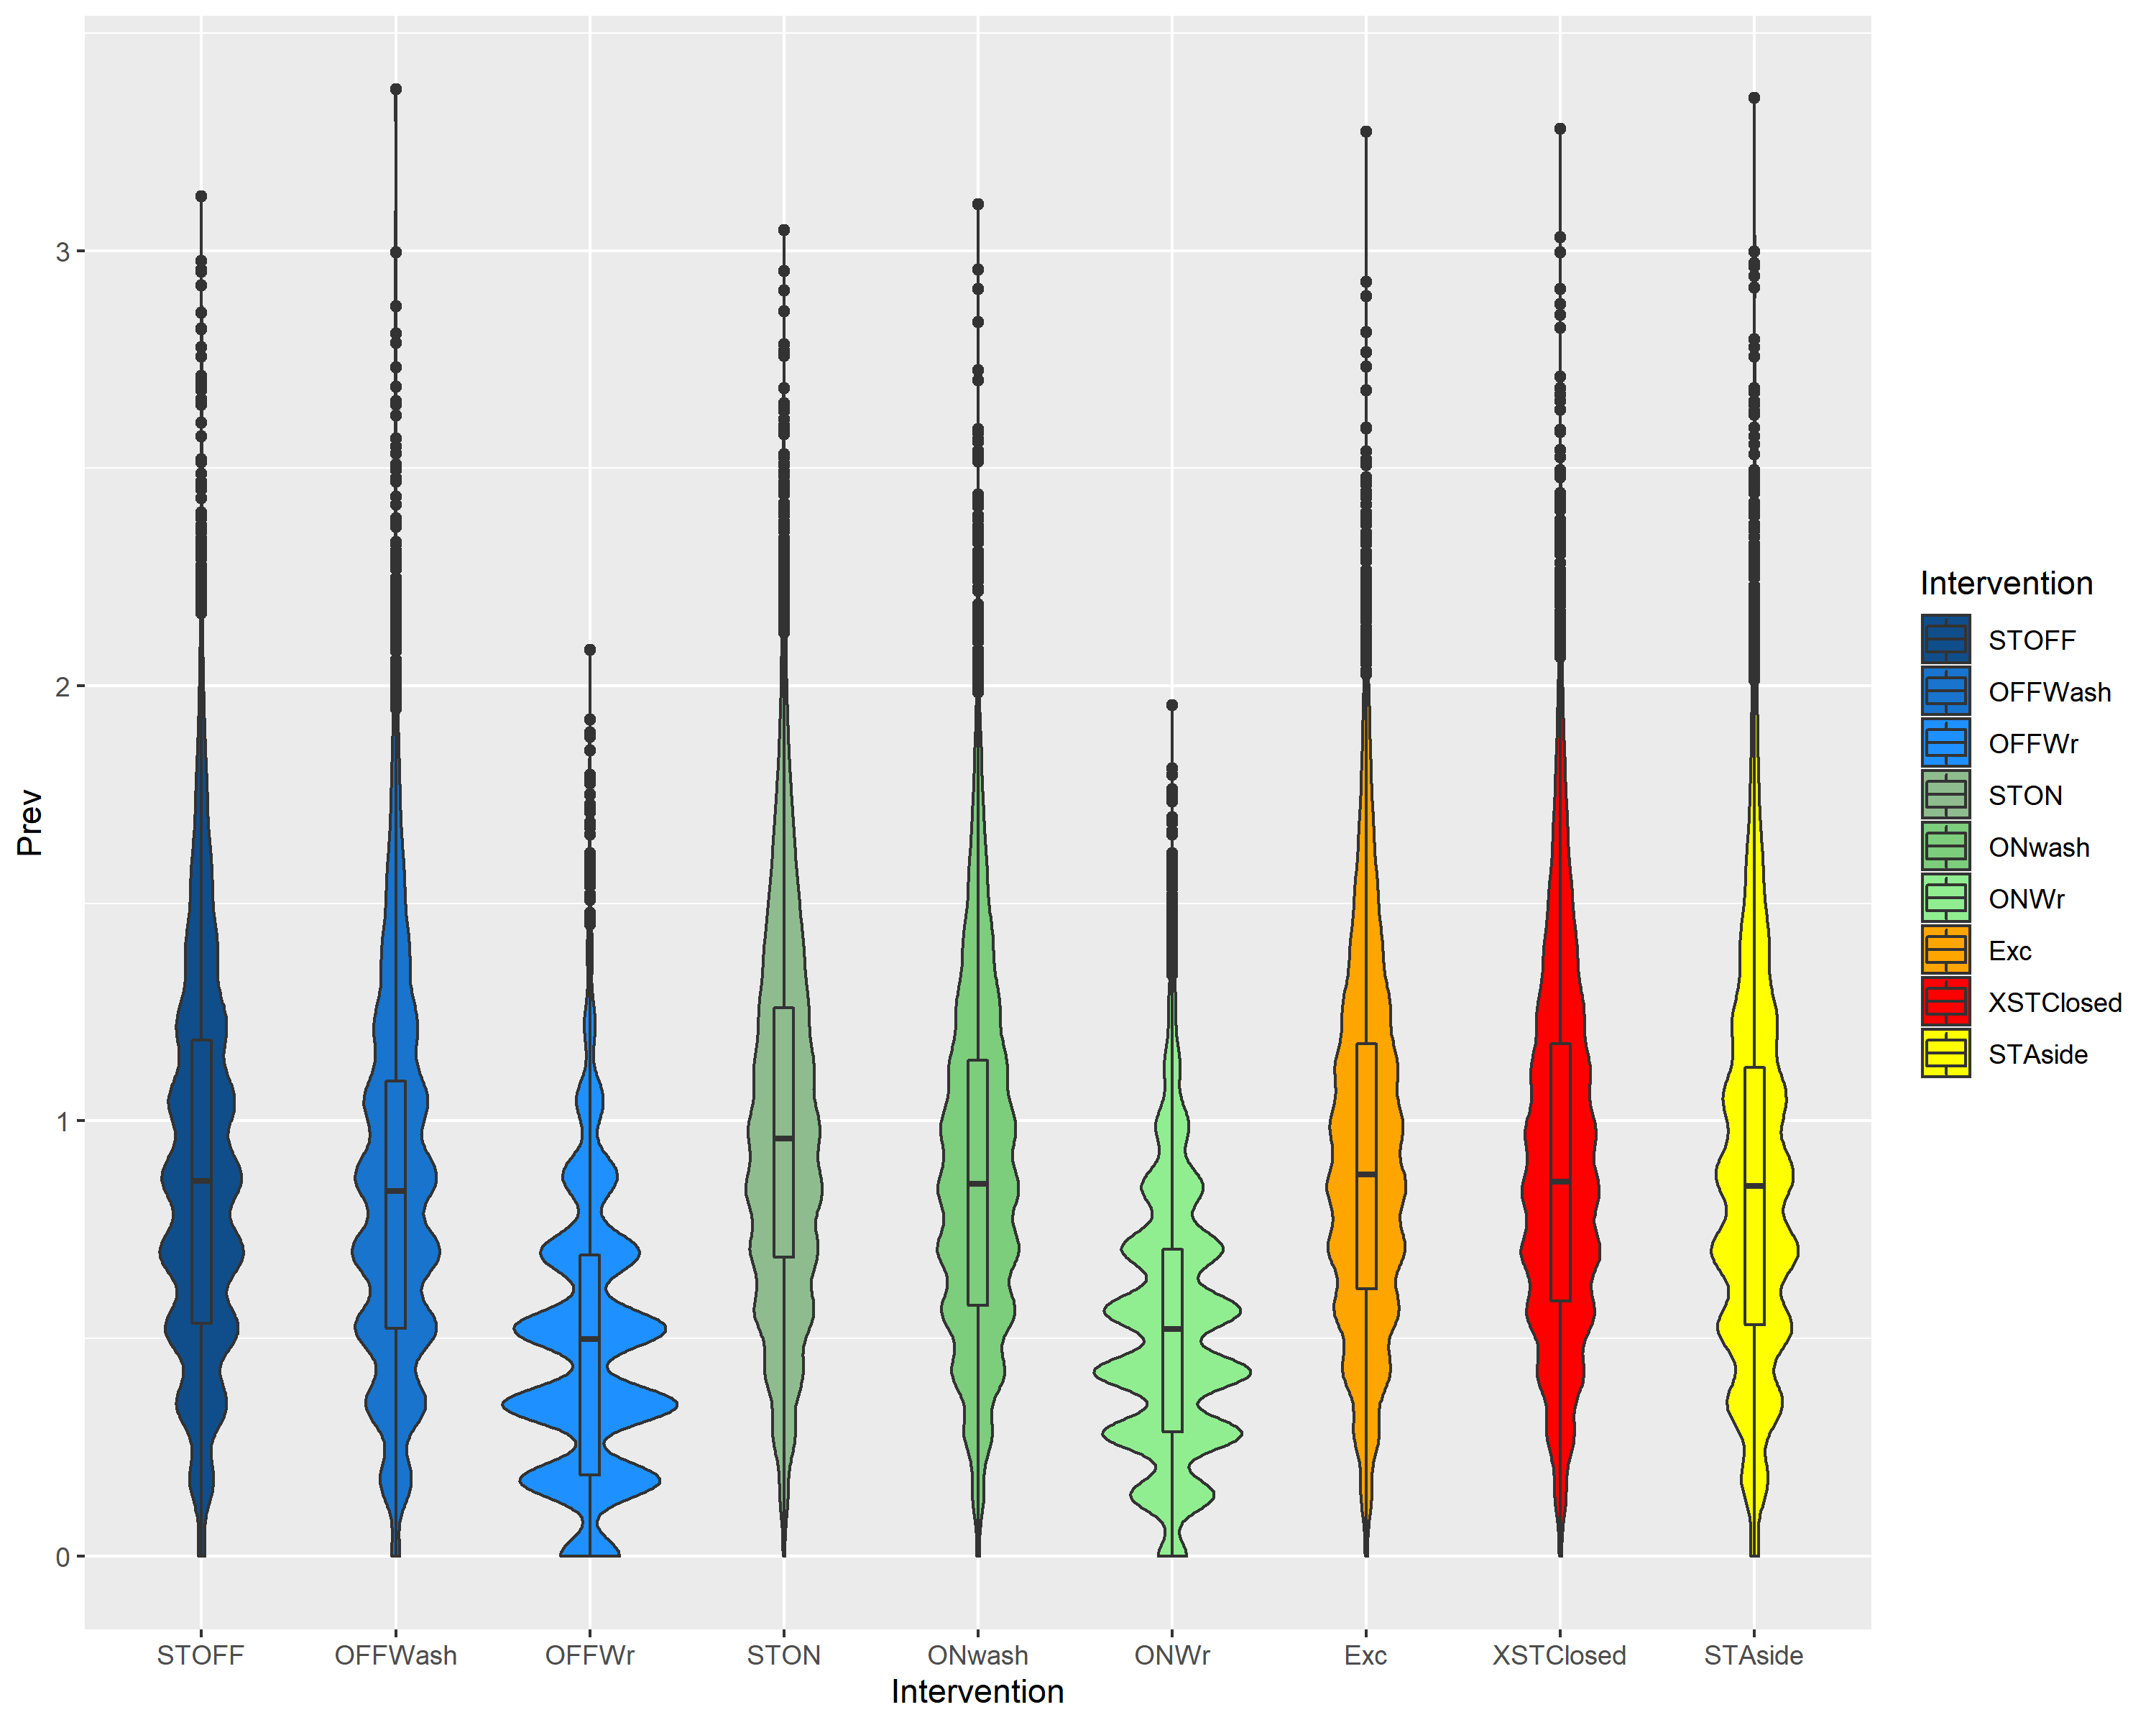 3
2
1
0
Prev
STOFF OFFWash OFFWr STON ONwash ONWr Exc XSTClosed STAside
Intervention
Intervention
STOFF
OFFWash
OFFWr
STON
ONwash
ONWr
Exc
XSTClosed
STAside